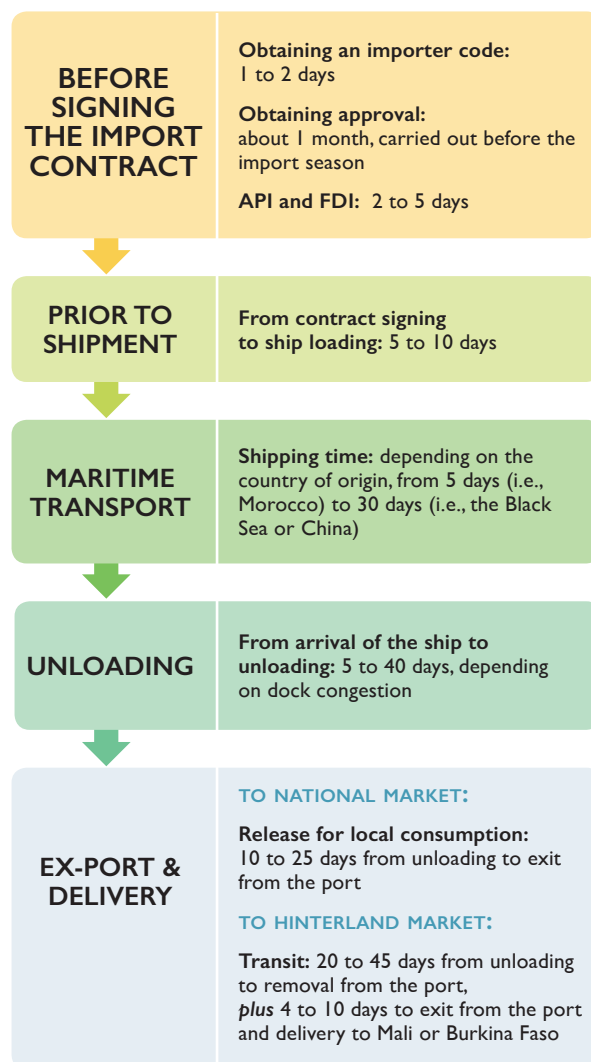 BEFORE
SIGNING
THE IMPORT
CONTRACT
Obtaining an importer code:
1 to 2 days
Obtaining approval:
about 1 month, carried out before the
import season
API and FDI: 2 to 5 days
PRIOR TO
SHIPMENT
From contract signing
to ship loading: 5 to 10 days
MARITIME
TRANSPORT
Shipping time: depending on the
country of origin, from 5 days (i.e.,
Morocco) to 30 days (i.e., the Black
Sea or China)
UNLOADING
From arrival of the ship to
unloading: 5 to 40 days, depending
on dock congestion
EX-PORT &
DELIVERY
TO NATIONAL MARKET:
Release for local consumption:
10 to 25 days from unloading to exit
from the port
TO HINTERLAND MARKET:
Transit: 20 to 45 days from unloading
to removal from the port,
plus 4 to 10 days to exit from the port
and delivery to Mali or Burkina Faso